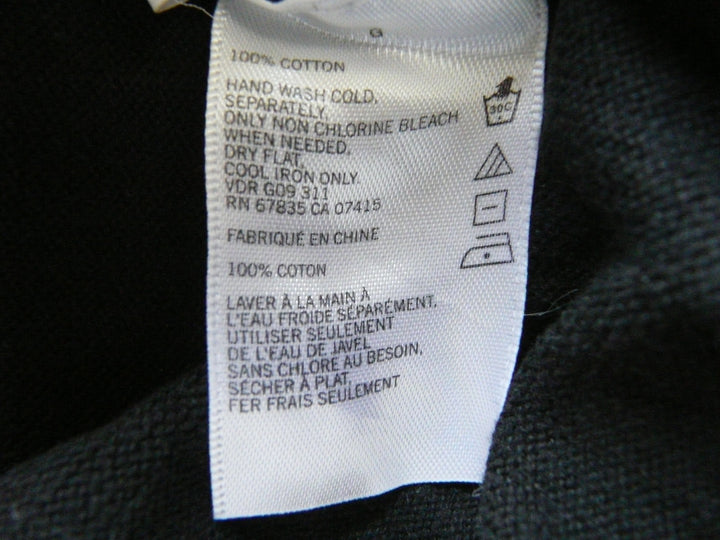 G
100% COTTON
HAND WASH COLD,
SEPARATELY,
ONLY NON CHLORINE BLEACH
WHEN NEEDED,
DRY FLAT,
COOL IRON ONLY
VDR G09 311
RN 67835 CA 07415
FABRIQUÉ EN CHINE
100% COTON
LAVER À LA MAIN À
L'EAU FROIDE SÉPARÉMENT,
UTILISER SEULEMENT
DE L'EAU DE JAVEL
SANS CHLORE AU BESOIN,
SÉCHER À PLAT,
FER FRAIS SEULEMENT
30C